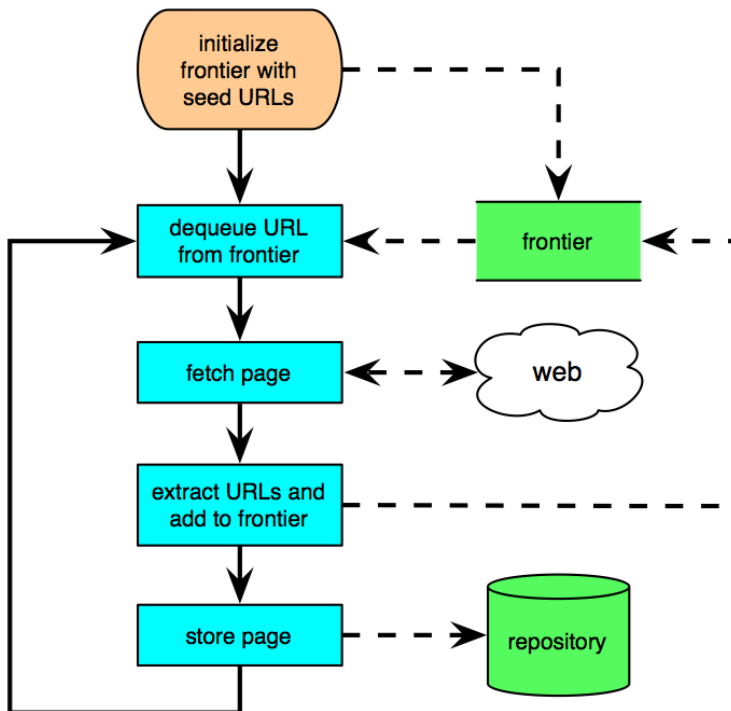 initialize
frontier with
seed URLs
dequeue URL
from frontier
frontier
fetch page
web
extract URLs and
add to frontier
store page
repository